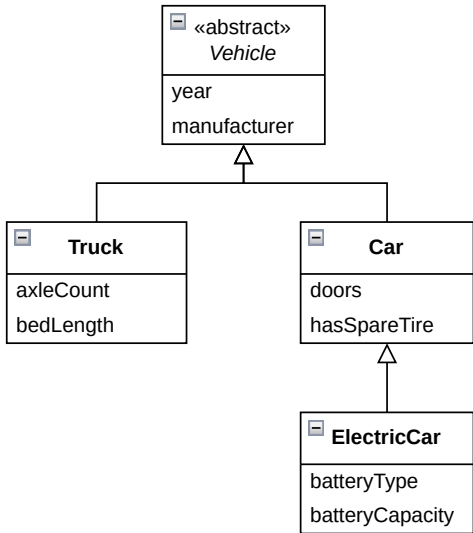 «abstract»
Vehicle
year
manufacturer
Truck
axleCount
bedLength
Car
doors
hasSpareTire
ElectricCar
batteryType
batteryCapacity